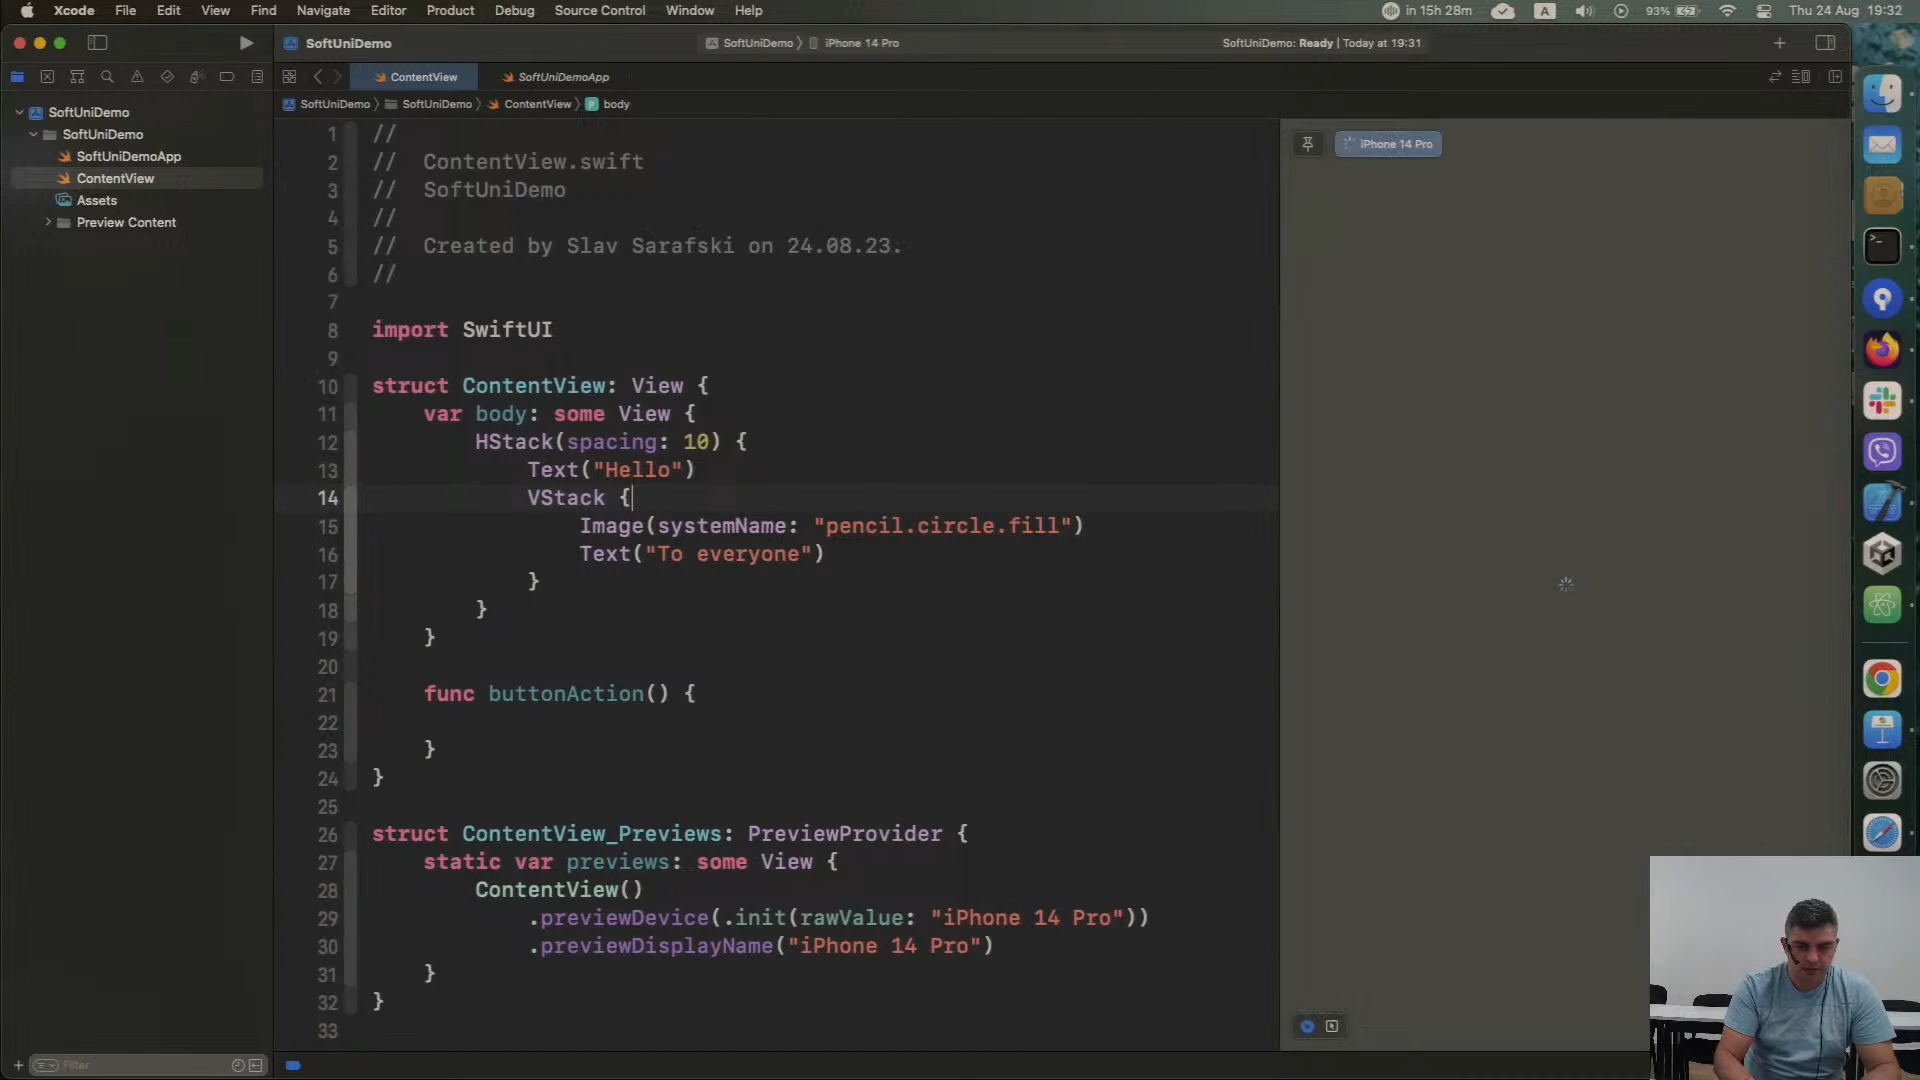 Xcode File Edit View Find Navigate Editor Product Debug Source Control Window Help
in 15h 28m A 93% Thu 24 Aug 19:32
SoftUniDemo SoftUniDemo iPhone 14 Pro SoftUniDemo: Ready | Today at 19:31
ContentView SoftUniDemoApp
SoftUniDemo SoftUniDemo ContentView body
SoftUniDemo
SoftUniDemo
SoftUniDemoApp
ContentView
Assets
Preview Content
iPhone 14 Pro
1 //
2 // ContentView.swift
3 // SoftUniDemo
4 //
5 // Created by Slav Sarafski on 24.08.23.
6 //
7
8 import SwiftUI
9
10 struct ContentView: View {
11 var body: some View {
12 HStack(spacing: 10) {
13 Text("Hello")
14 VStack {
15 Image(systemName: "pencil.circle.fill")
16 Text("To everyone")
17 }
18 }
19 }
20
21 func buttonAction() {
22
23 }
24 }
25
26 struct ContentView_Previews: PreviewProvider {
27 static var previews: some View {
28 ContentView()
29 .previewDevice(.init(rawValue: "iPhone 14 Pro"))
30 .previewDisplayName("iPhone 14 Pro")
31 }
32 }
33
Filter